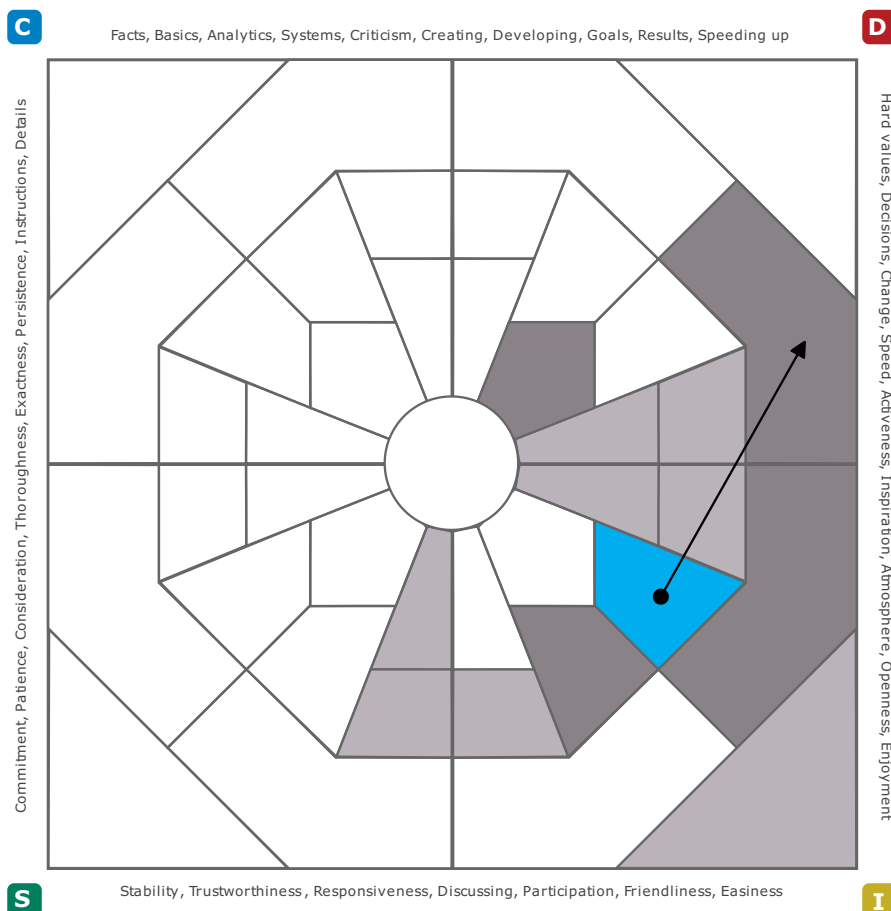 C
Facts, Basics, Analytics, Systems, Criticism, Creating, Developing, Goals, Results, Speeding up
D
Commitment, Patience, Consideration, Thoroughness, Exactness, Persistence, Instructions, Details
Hard values, Decisions, Change, Speed, Activeness, Inspiration, Atmosphere, Openness, Enjoyment
S
Stability, Trustworthiness, Responsiveness, Discussing, Participation, Friendliness, Easiness
I